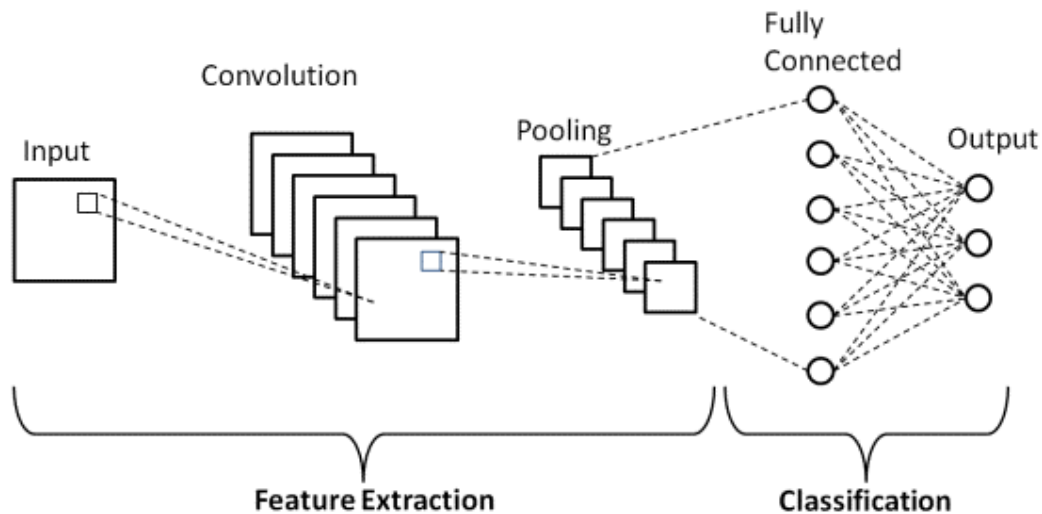 Input
Convolution
Pooling
Fully
Connected
Output
Feature Extraction
Classification